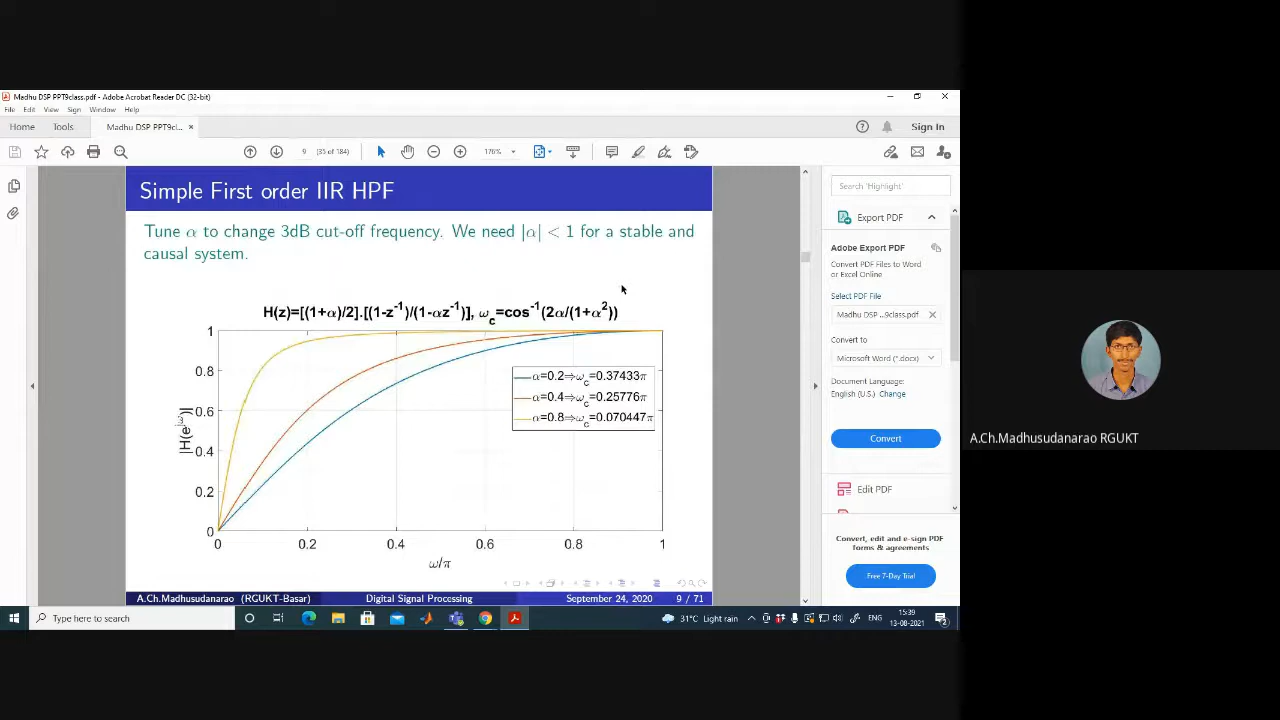 Madhu DSP PPT9class.pdf - Adobe Acrobat Reader DC (32-bit)
File Edit View Sign Window Help
Home Tools Madhu DSP PPT9cl... × Sign In
9 (35 of 184) 176%
Simple First order IIR HPF
Tune α to change 3dB cut-off frequency. We need |α| < 1 for a stable and
causal system.
H(z)=[(1+α)/2].[(1-z⁻¹)/(1-αz⁻¹)], ω_c=cos⁻¹(2α/(1+α²))
1
0.8
0.6
0.4
0.2
0
|H(e^jω)|
α=0.2⇒ω_c=0.37433π
α=0.4⇒ω_c=0.25776π
α=0.8⇒ω_c=0.070447π
0 0.2 0.4 0.6 0.8 1
ω/π
A.Ch.Madhusudanarao (RGUKT-Basar) Digital Signal Processing September 24, 2020 9 / 71
Search 'Highlight'
Export PDF
Adobe Export PDF
Convert PDF Files to Word
or Excel Online
Select PDF File
Madhu DSP ...9class.pdf ×
Convert to
Microsoft Word (*.docx)
Document Language:
English (U.S.) Change
Convert
Edit PDF
Convert, edit and e-sign PDF
forms & agreements
Free 7-Day Trial
A.Ch.Madhusudanarao RGUKT
Type here to search
31°C Light rain
ENG
15:39
13-08-2021
2